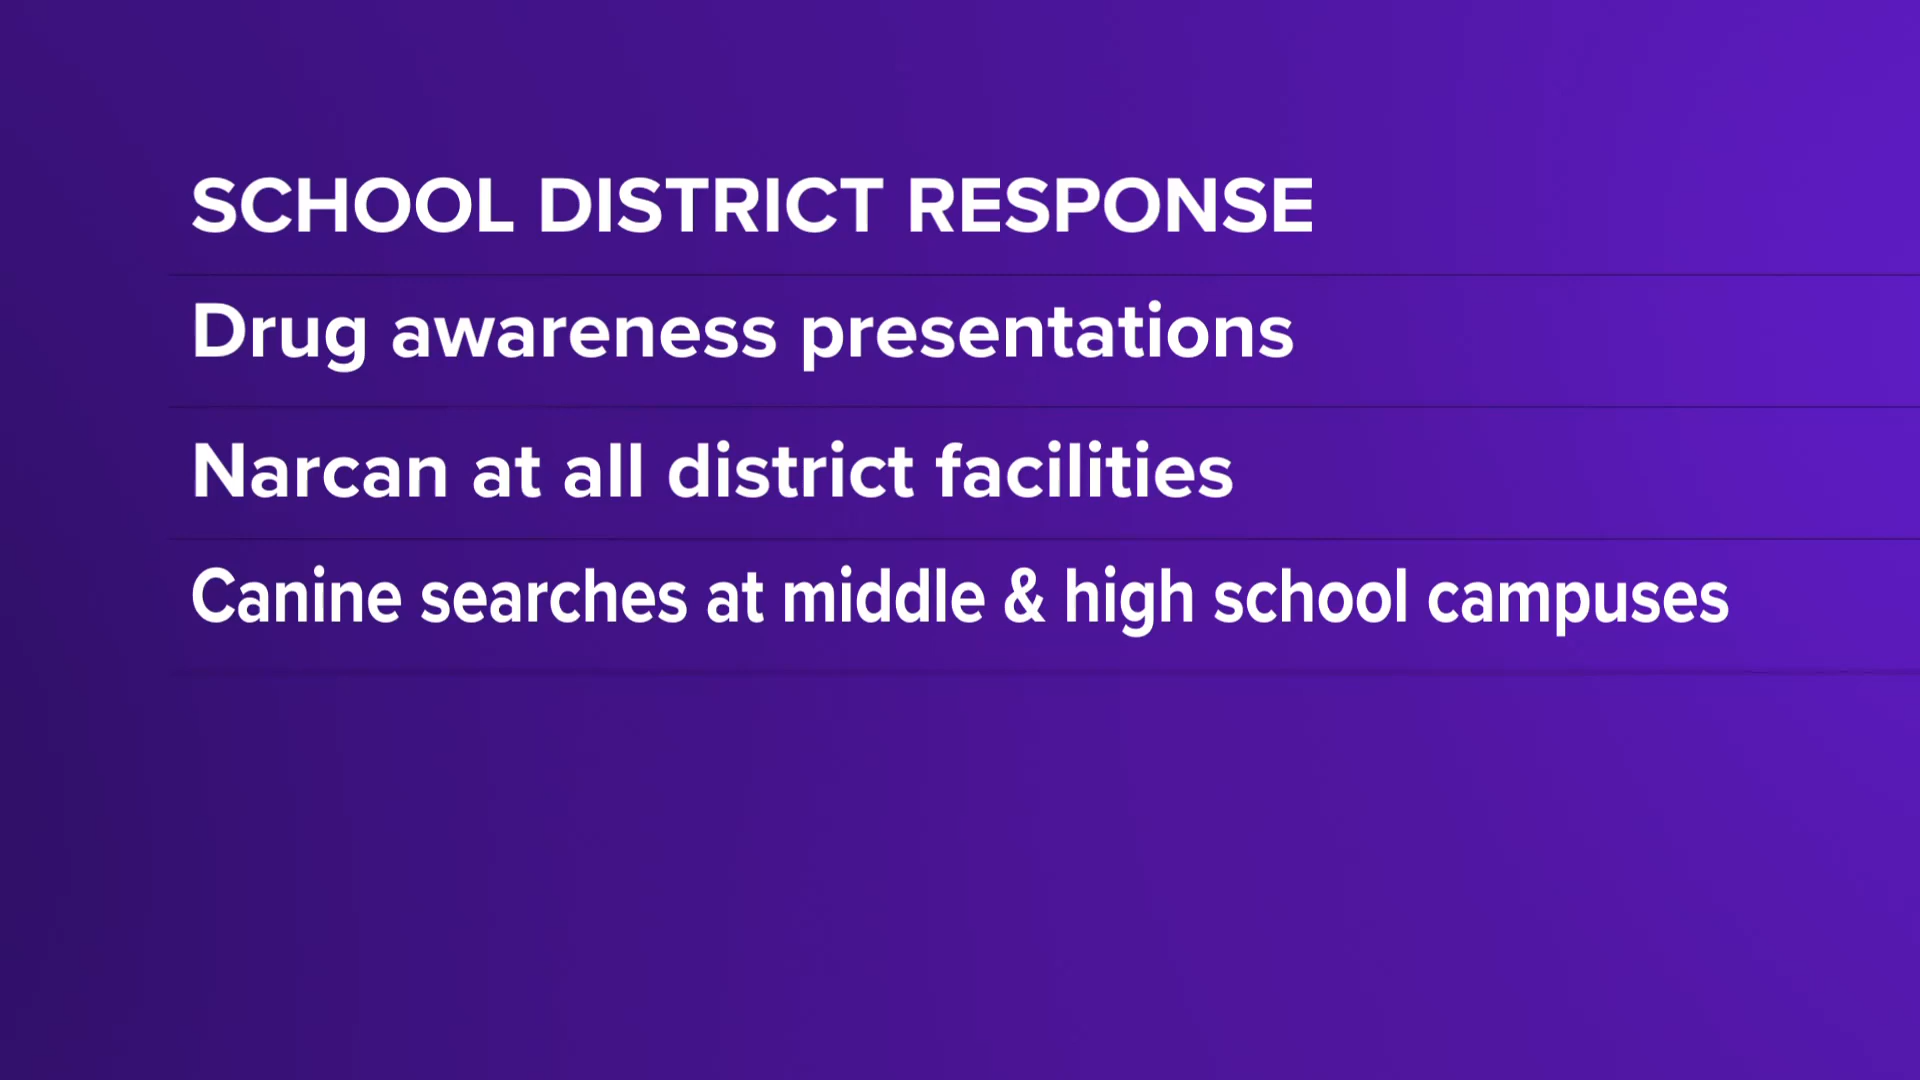 SCHOOL DISTRICT RESPONSE
Drug awareness presentations
Narcan at all district facilities
Canine searches at middle & high school campuses